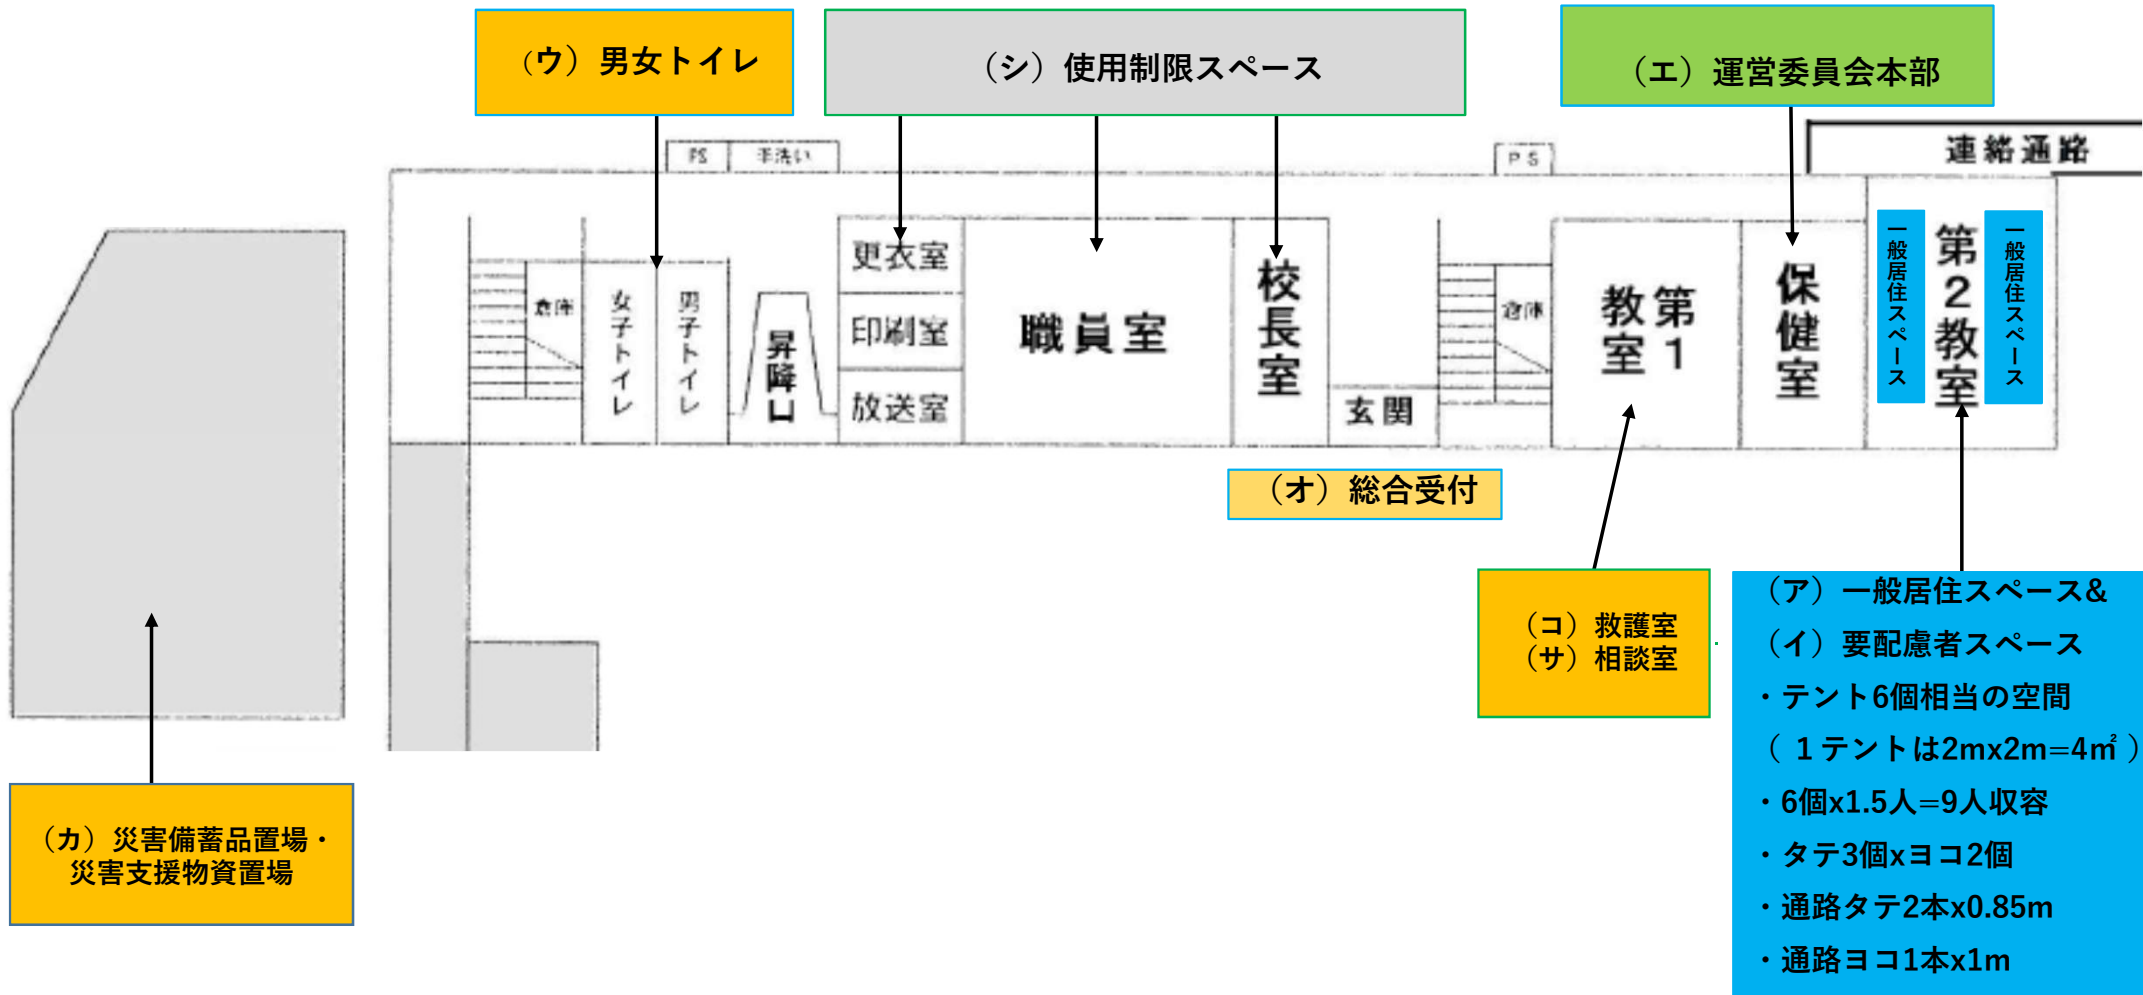 （ウ）男女トイレ
（シ）使用制限スペース
（エ）運営委員会本部
PS
手洗い
PS
連絡通路
倉庫
女子トイレ
男子トイレ
昇降口
更衣室
印刷室
放送室
職員室
校長室
玄関
倉庫
第１
教室
保健室
一般居住スペース
第２教室
一般居住スペース
（オ）総合受付
（コ）救護室
（サ）相談室
（ア）一般居住スペース&
（イ）要配慮者スペース
・テント6個相当の空間
（１テントは2mx2m=4㎡）
・6個x1.5人=9人収容
・タテ3個xヨコ2個
・通路タテ2本x0.85m
・通路ヨコ1本x1m
（カ）災害備蓄品置場・
災害支援物資置場